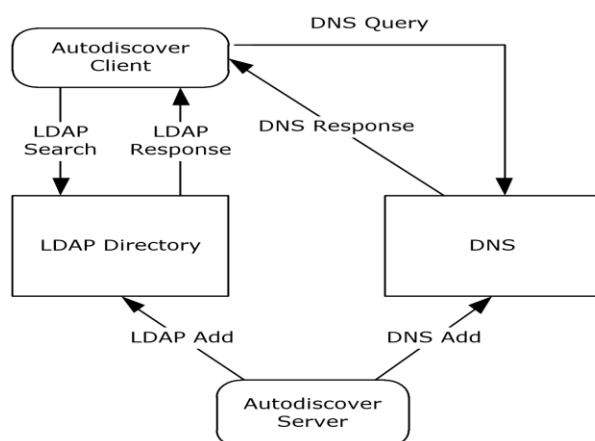 DNS Query
Autodiscover
Client
DNS Response
LDAP
Search
LDAP
Response
LDAP Directory
DNS
LDAP Add
DNS Add
Autodiscover
Server